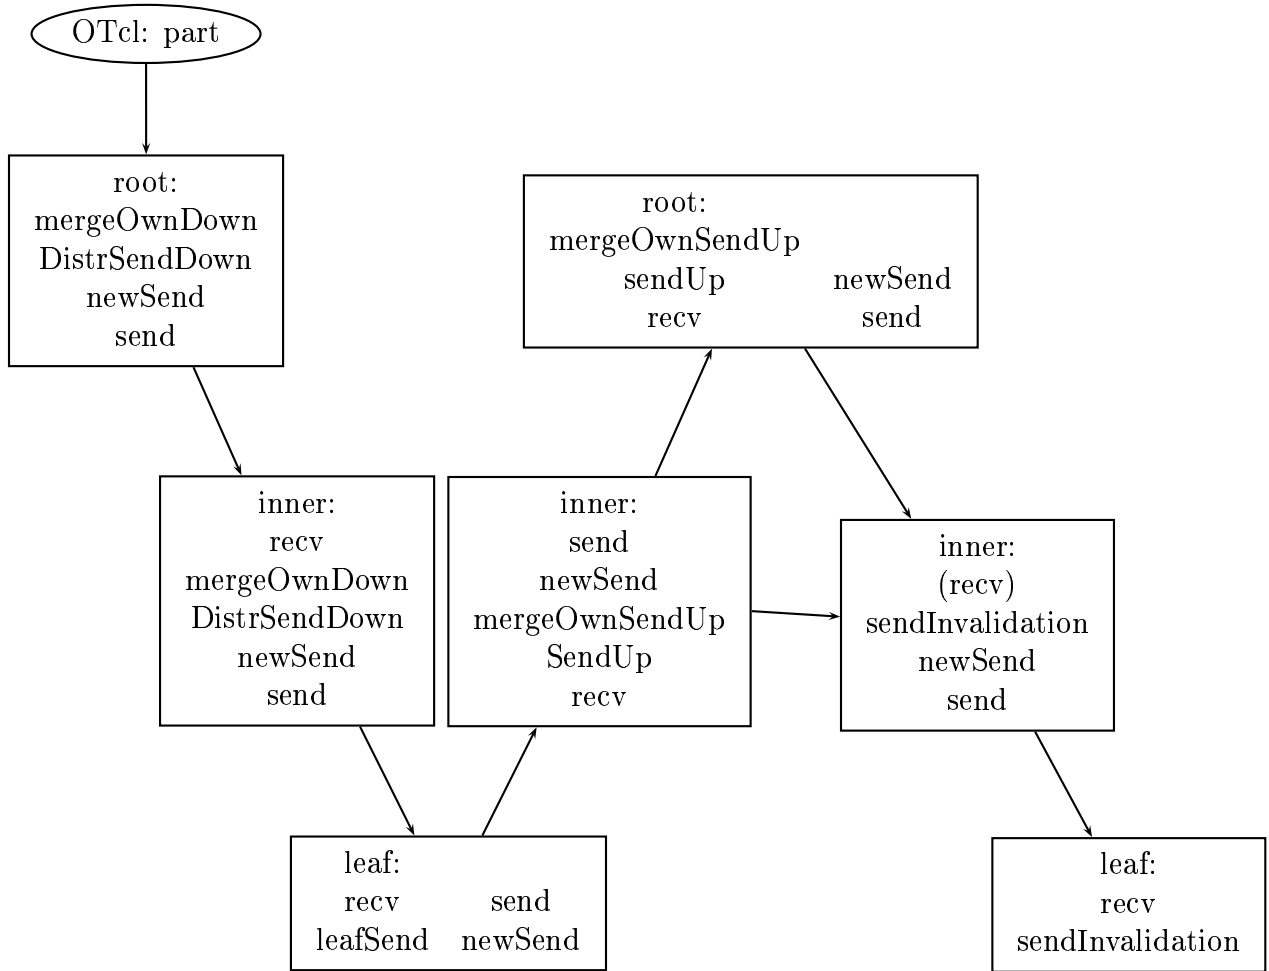 OTcl: part
root:
mergeOwnDown
DistrSendDown
newSend
send
root:
mergeOwnSendUp
sendUp newSend
recv send
inner:
recv
mergeOwnDown
DistrSendDown
newSend
send
inner:
send
newSend
mergeOwnSendUp
SendUp
recv
inner:
(recv)
sendInvalidation
newSend
send
leaf:
recv send
leafSend newSend
leaf:
recv
sendInvalidation